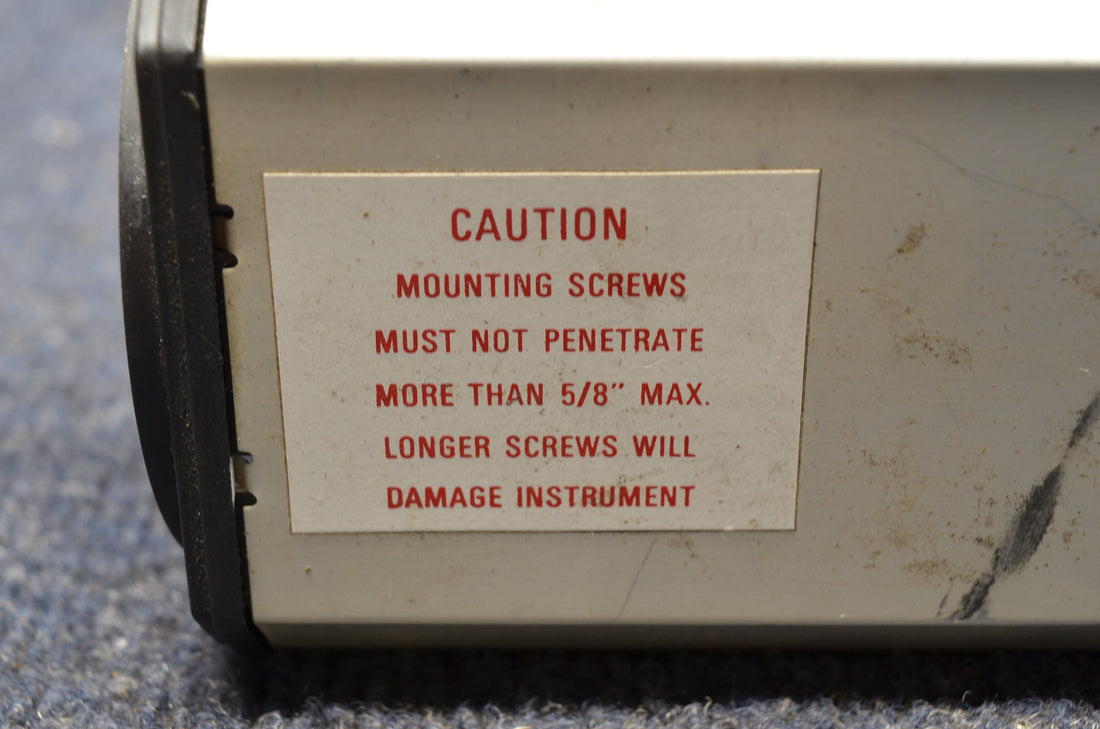 CAUTION
MOUNTING SCREWS
MUST NOT PENETRATE
MORE THAN 5/8" MAX.
LONGER SCREWS WILL
DAMAGE INSTRUMENT